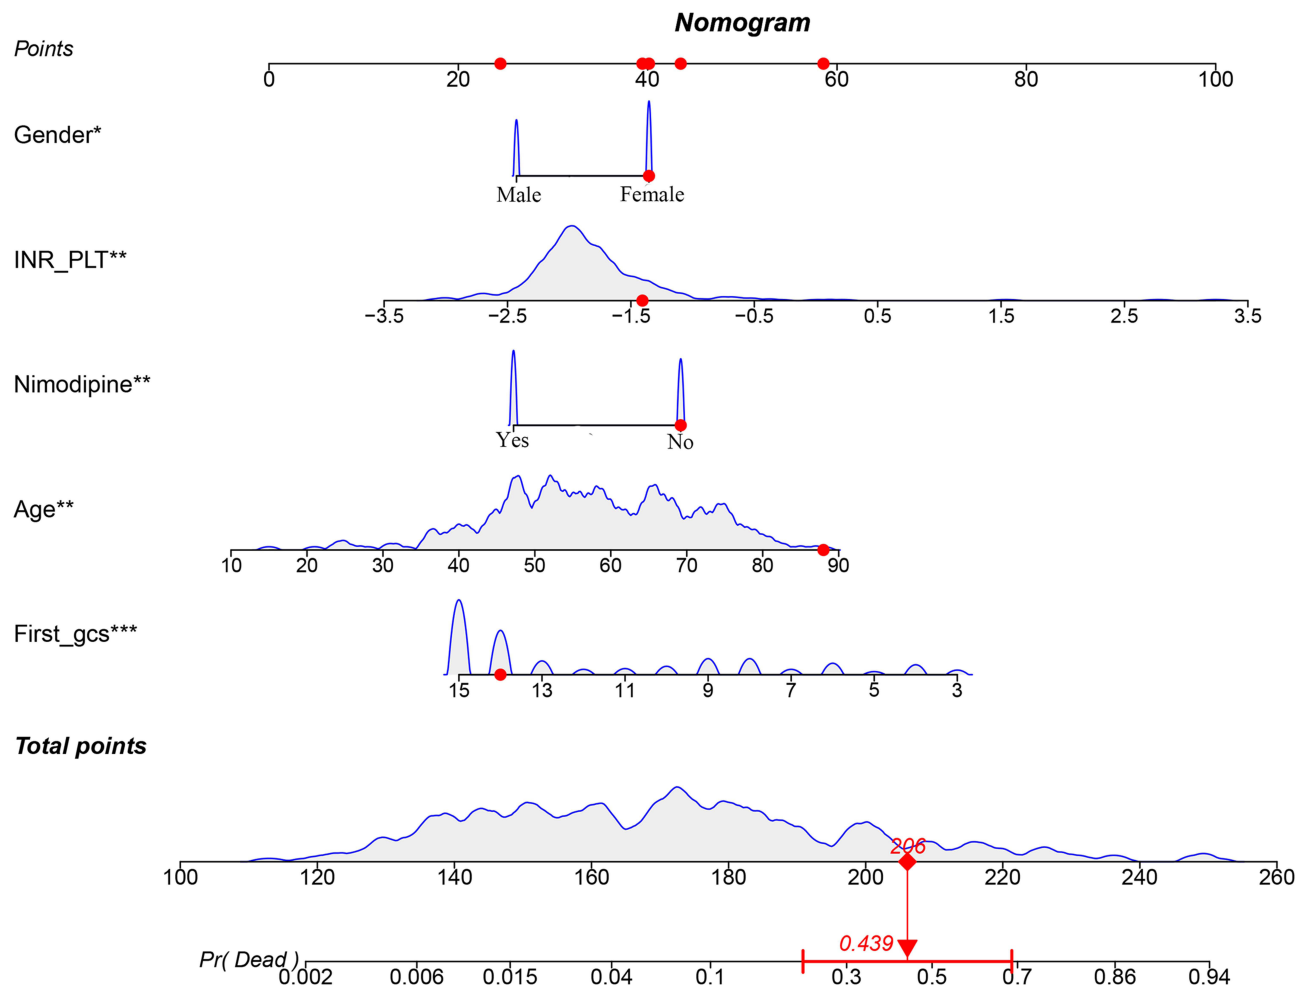 Nomogram
Points
0 20 40 60 80 100
Gender*
Male Female
INR_PLT**
−3.5 −2.5 −1.5 −0.5 0.5 1.5 2.5 3.5
Nimodipine**
Yes No
Age**
10 20 30 40 50 60 70 80 90
First_gcs***
15 13 11 9 7 5 3
Total points
206
100 120 140 160 180 200 220 240 260
0.439
Pr( Dead )
0.002 0.006 0.015 0.04 0.1 0.3 0.5 0.7 0.86 0.94